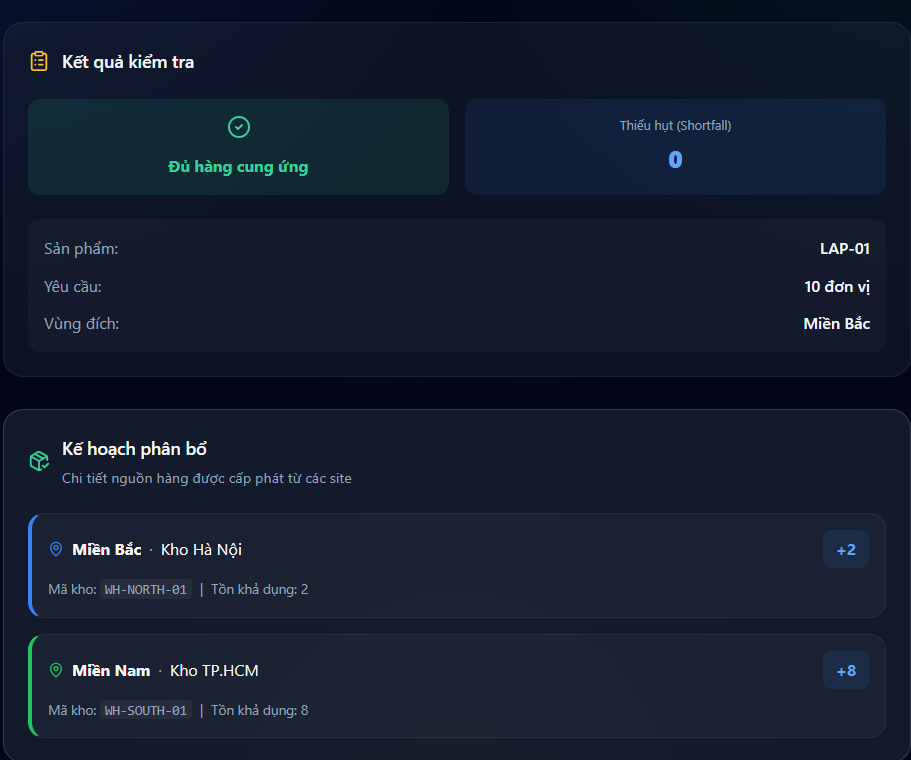 Kết quả kiểm tra
Đủ hàng cung ứng
Thiếu hụt (Shortfall)
0
Sản phẩm: LAP-01
Yêu cầu: 10 đơn vị
Vùng đích: Miền Bắc
Kế hoạch phân bổ
Chi tiết nguồn hàng được cấp phát từ các site
Miền Bắc · Kho Hà Nội +2
Mã kho: WH-NORTH-01 | Tồn khả dụng: 2
Miền Nam · Kho TP.HCM +8
Mã kho: WH-SOUTH-01 | Tồn khả dụng: 8